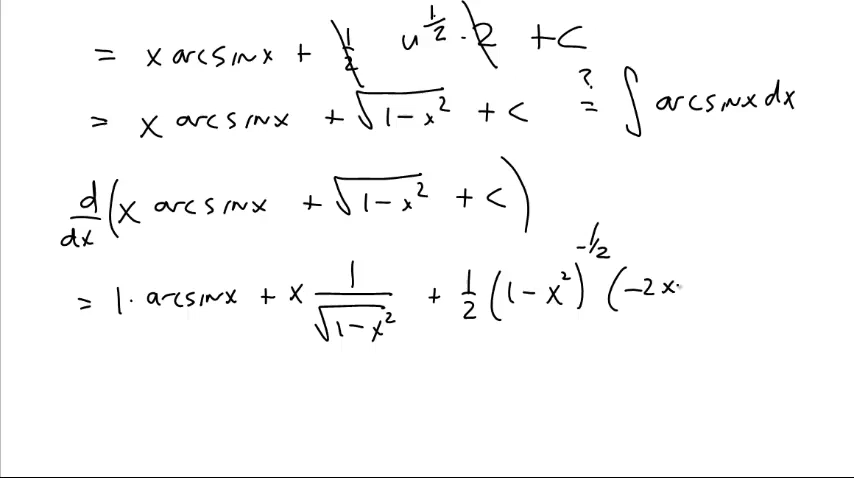 = x arcsin x + 1/2 u^{1/2} · 2 + C
= x arcsin x + √(1 - x²) + C ?= ∫ arcsin x dx
d/dx (x arcsin x + √(1 - x²) + C)
= 1 · arcsin x + x 1/√(1 - x²) + 1/2 (1 - x²)^{-1/2} (-2x